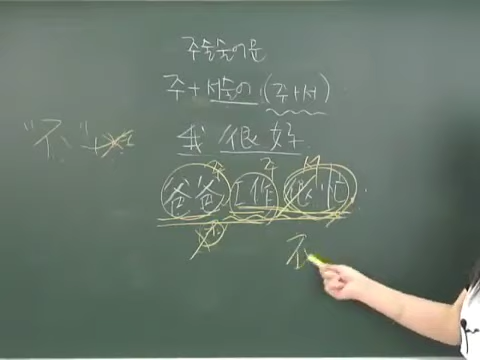 주술술어문
주+서술어 (주+서)
我 很好
"不"+
爸爸 工作 很忙
不